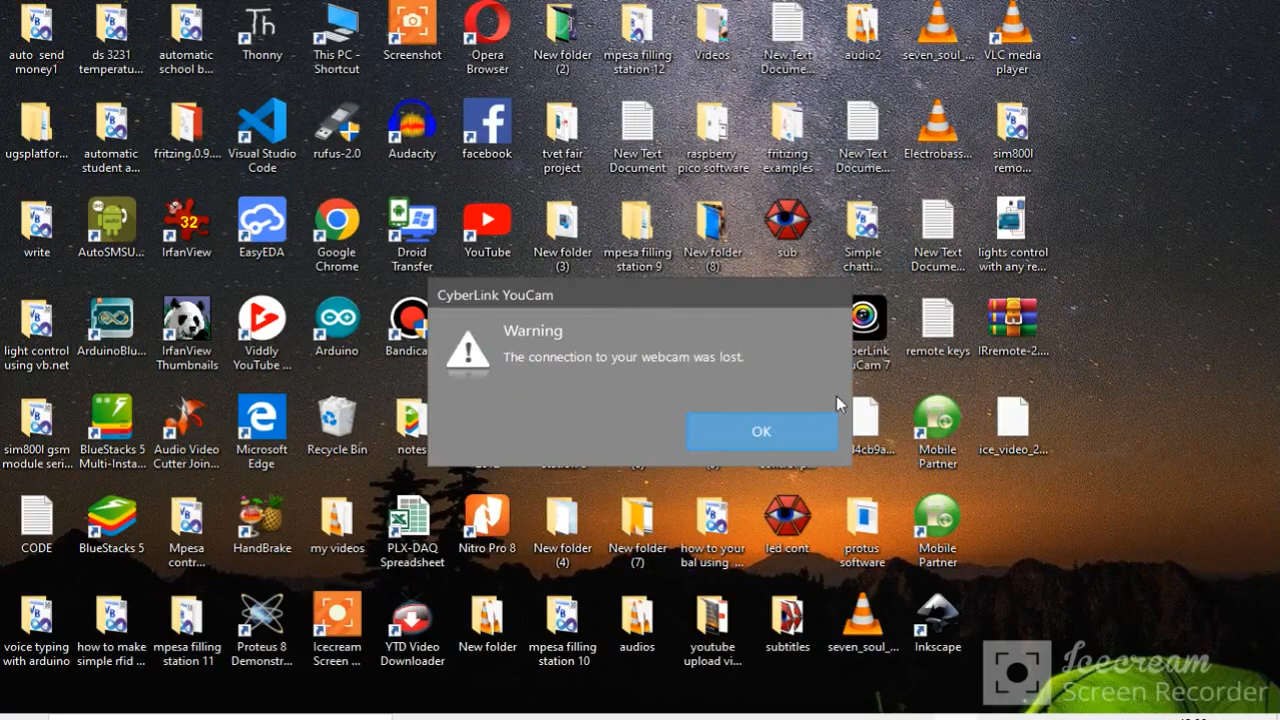 auto send
money1
ds 3231
temperatu...
automatic
school b...
Thonny
This PC -
Shortcut
Screenshot
Opera
Browser
New folder
(2)
mpesa filling
station 12
Videos
New Text
Docume...
audio2
seven_soul_...
VLC media
player
ugsplatfor...
automatic
student a...
fritzing.0.9....
Visual Studio
Code
rufus-2.0
Audacity
facebook
tvet fair
project
New Text
Document
raspberry
pico software
fritizing
examples
New Text
Docume...
Electrobass...
sim800l
remo...
write
AutoSMSU...
32
IrfanView
EasyEDA
Google
Chrome
Droid
Transfer
YouTube
New folder
(3)
mpesa filling
station 9
New folder
(8)
sub
Simple
chatti...
New Text
Docume...
lights control
with any re...
CyberLink YouCam
Warning
The connection to your webcam was lost.
OK
light control
using vb.net
ArduinoBlu...
IrfanView
Thumbnails
Viddly
YouTube ...
Arduino
remote keys
IRremote-2....
sim800l gsm
module seri...
BlueStacks 5
Multi-Insta...
Audio Video
Cutter Join...
Microsoft
Edge
Recycle Bin
notes
Mobile
Partner
ice_video_2...
CODE
BlueStacks 5
Mpesa
contr...
HandBrake
my videos
PLX-DAQ
Spreadsheet
Nitro Pro 8
New folder
(4)
New folder
(7)
how to your
bal using ...
led cont
protus
software
Mobile
Partner
voice typing
with arduino
how to make
simple rfid ...
mpesa filling
station 11
Proteus 8
Demonstr...
Icecream
Screen ...
YTD Video
Downloader
New folder
mpesa filling
station 10
audios
youtube
upload vi...
subtitles
seven_soul_...
Inkscape
Icecream
Screen Recorder